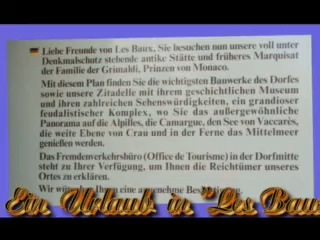 Liebe Freunde von Les Baux, Sie besuchen nun unsere voll unter
Denkmalschutz stehende antike Stätte und früheres Marquisat
der Familie der Grimaldi, Prinzen von Monaco.
Mit diesem Plan finden Sie die wichtigsten Bauwerke des Dorfes
sowie unsere Zitadelle mit ihrem geschichtlichen Museum
und ihren zahlreichen Sehenswürdigkeiten, ein grandioser
feudalistischer Komplex, wo Sie das außergewöhnliche
Panorama auf die Alpilles, die Camargue, den See von Vaccarès,
die weite Ebene von Crau und in der Ferne das Mittelmeer
genießen werden.
Das Fremdenverkehrsbüro (Office de Tourisme) in der Dorfmitte
steht zu Ihrer Verfügung, um Ihnen die Reichtümer unseres
Ortes zu erklären.
Wir Ihnen eine angenehme
Ein Urlaub in "Les Baux